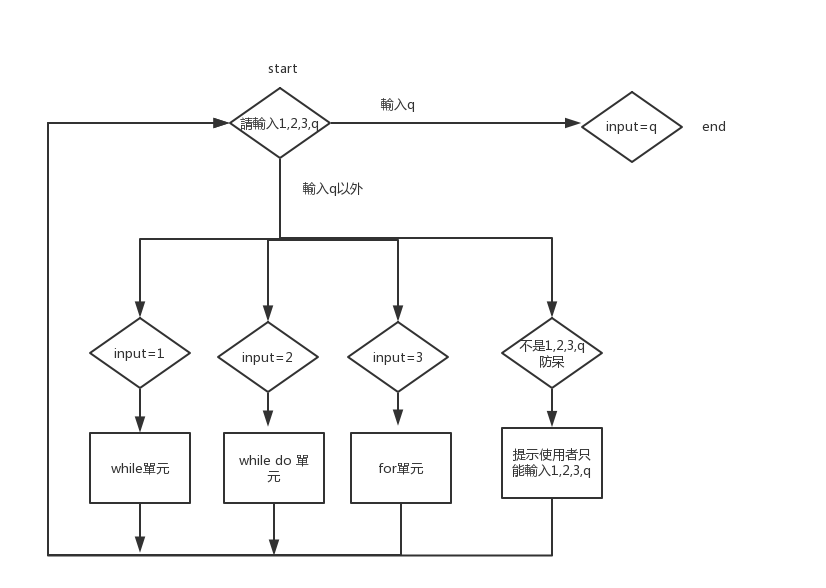 start
請輸入1,2,3,q
輸入q
input=q
end
輸入q以外
input=1
input=2
input=3
不是1,2,3,q
防呆
while單元
while do 單
元
for單元
提示使用者只
能輸入1,2,3,q